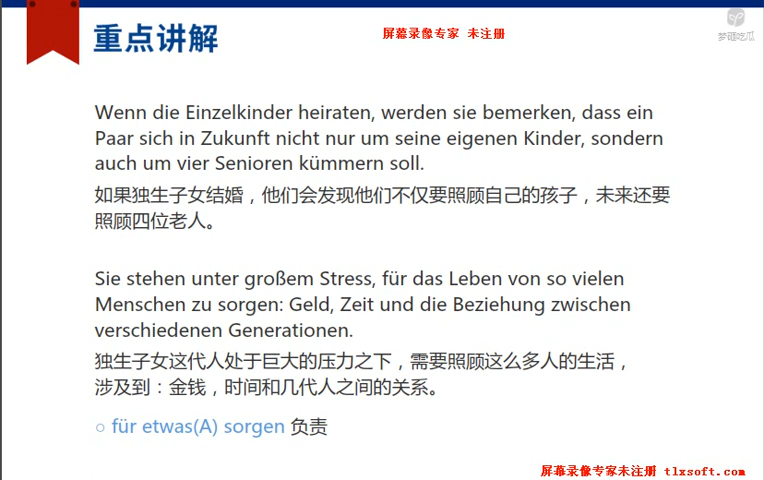 重点讲解
屏幕录像专家 未注册
梦砸吃瓜
Wenn die Einzelkinder heiraten, werden sie bemerken, dass ein
Paar sich in Zukunft nicht nur um seine eigenen Kinder, sondern
auch um vier Senioren kümmern soll.
如果独生子女结婚，他们会发现他们不仅要照顾自己的孩子，未来还要
照顾四位老人。
Sie stehen unter großem Stress, für das Leben von so vielen
Menschen zu sorgen: Geld, Zeit und die Beziehung zwischen
verschiedenen Generationen.
独生子女这代人处于巨大的压力之下，需要照顾这么多人的生活，
涉及到：金钱，时间和几代人之间的关系。
○ für etwas(A) sorgen 负责
屏幕录像专家未注册 tlxsoft.com